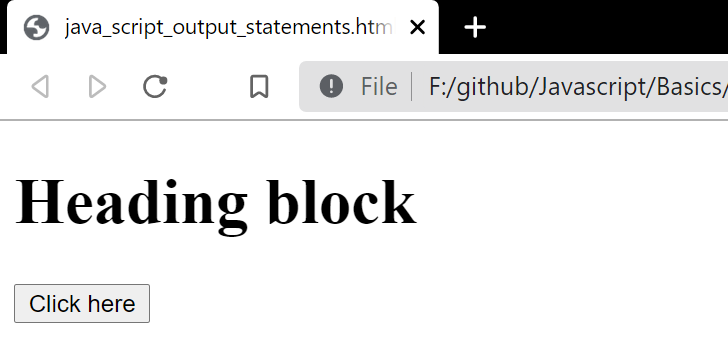 java_script_output_statements.htm
File F:/github/Javascript/Basics/
Heading block
Click here